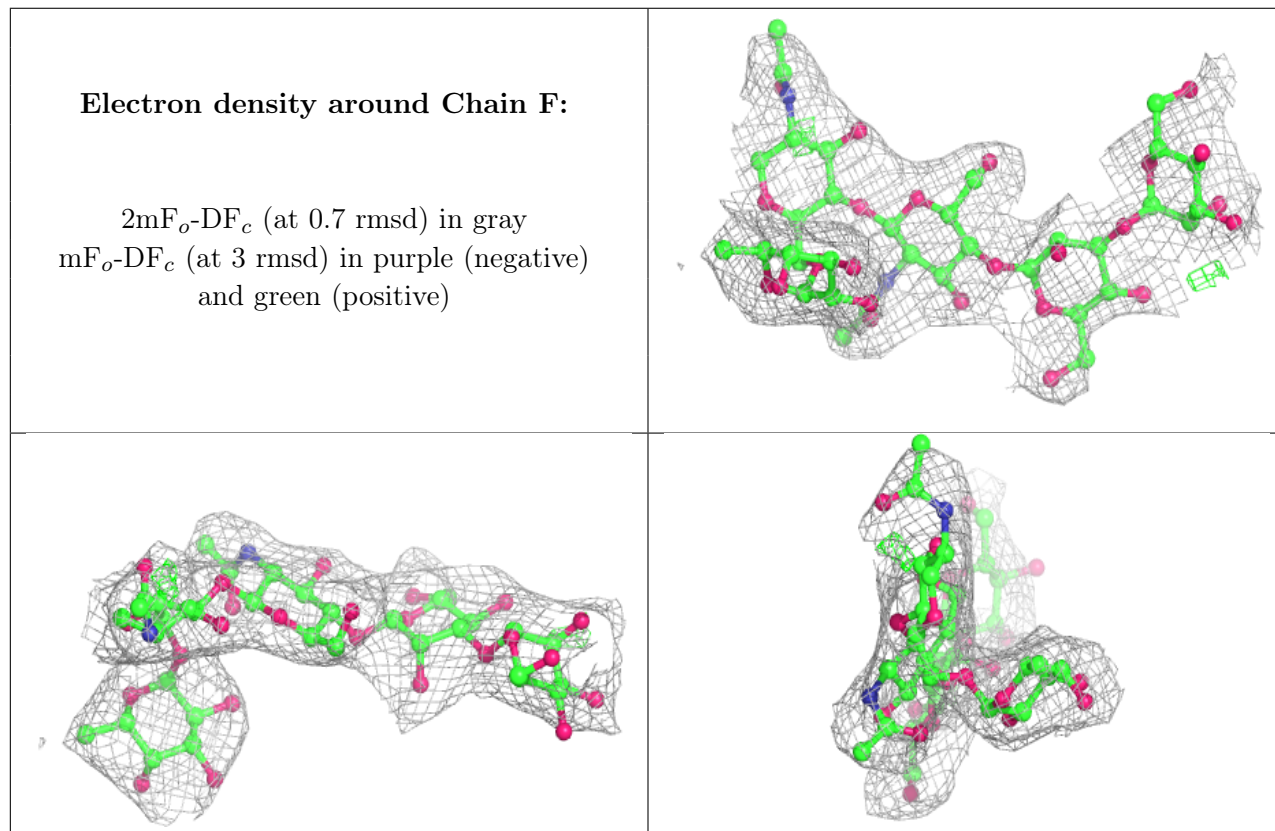 Electron density around Chain F:
2mFo-DFc (at 0.7 rmsd) in gray
mFo-DFc (at 3 rmsd) in purple (negative)
and green (positive)